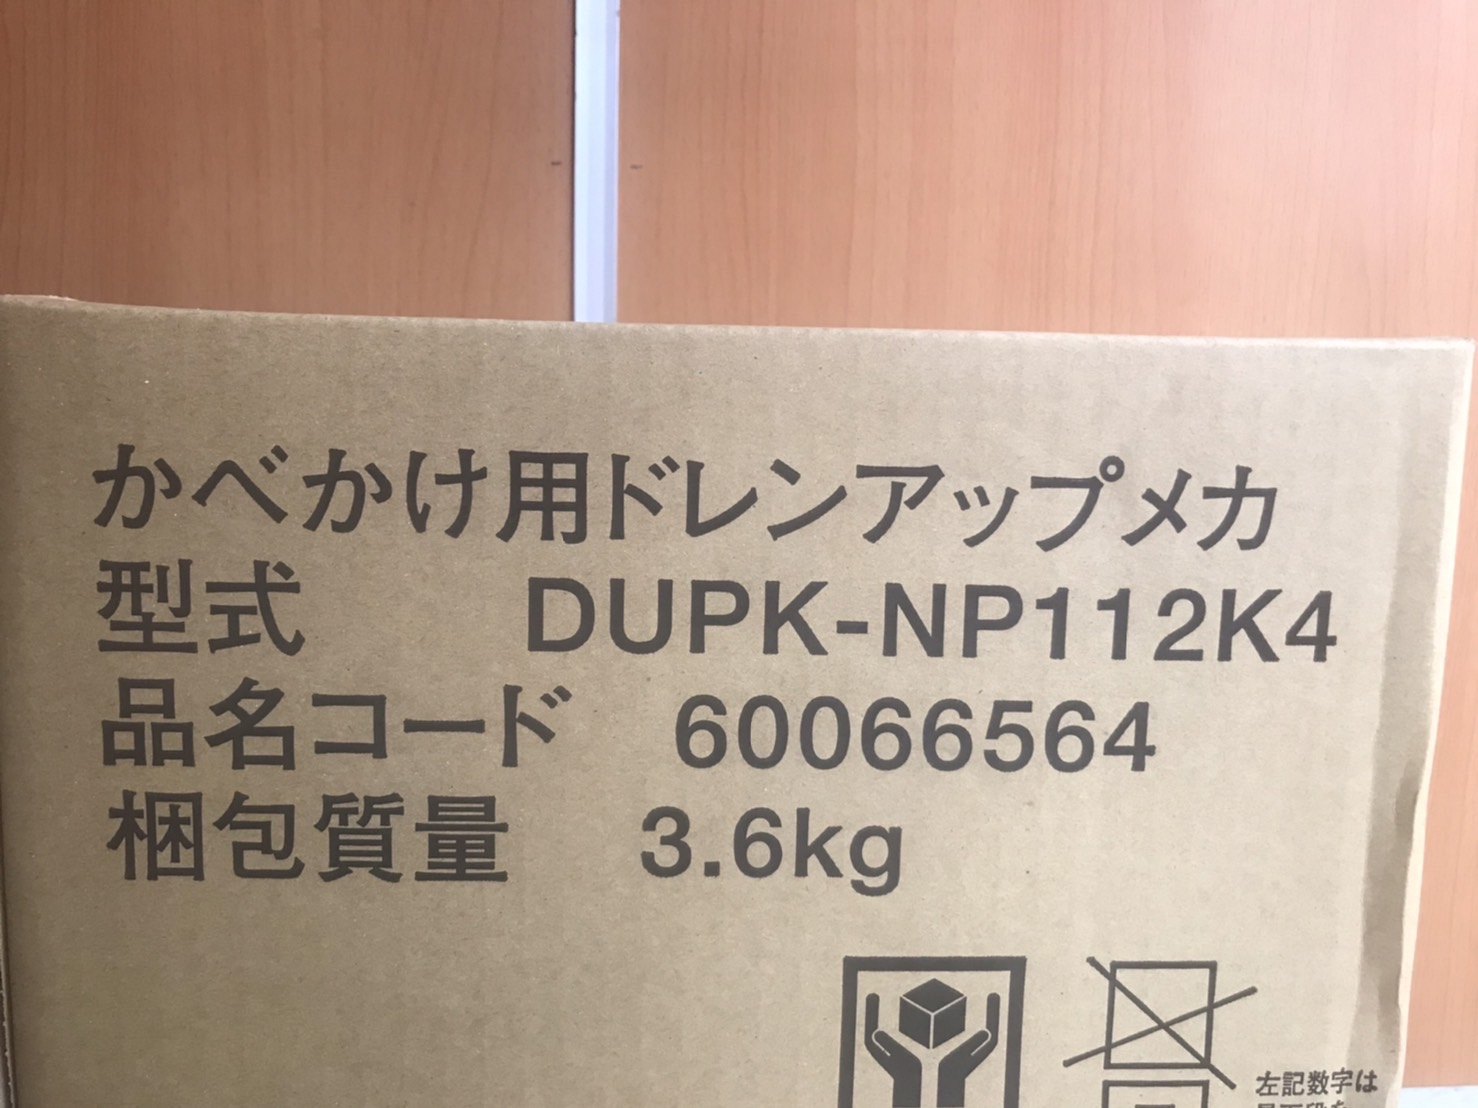 かべかけ用ドレンアップメカ
型式 DUPK-NP112K4
品名コード 60066564
梱包質量 3.6kg
左記数字は